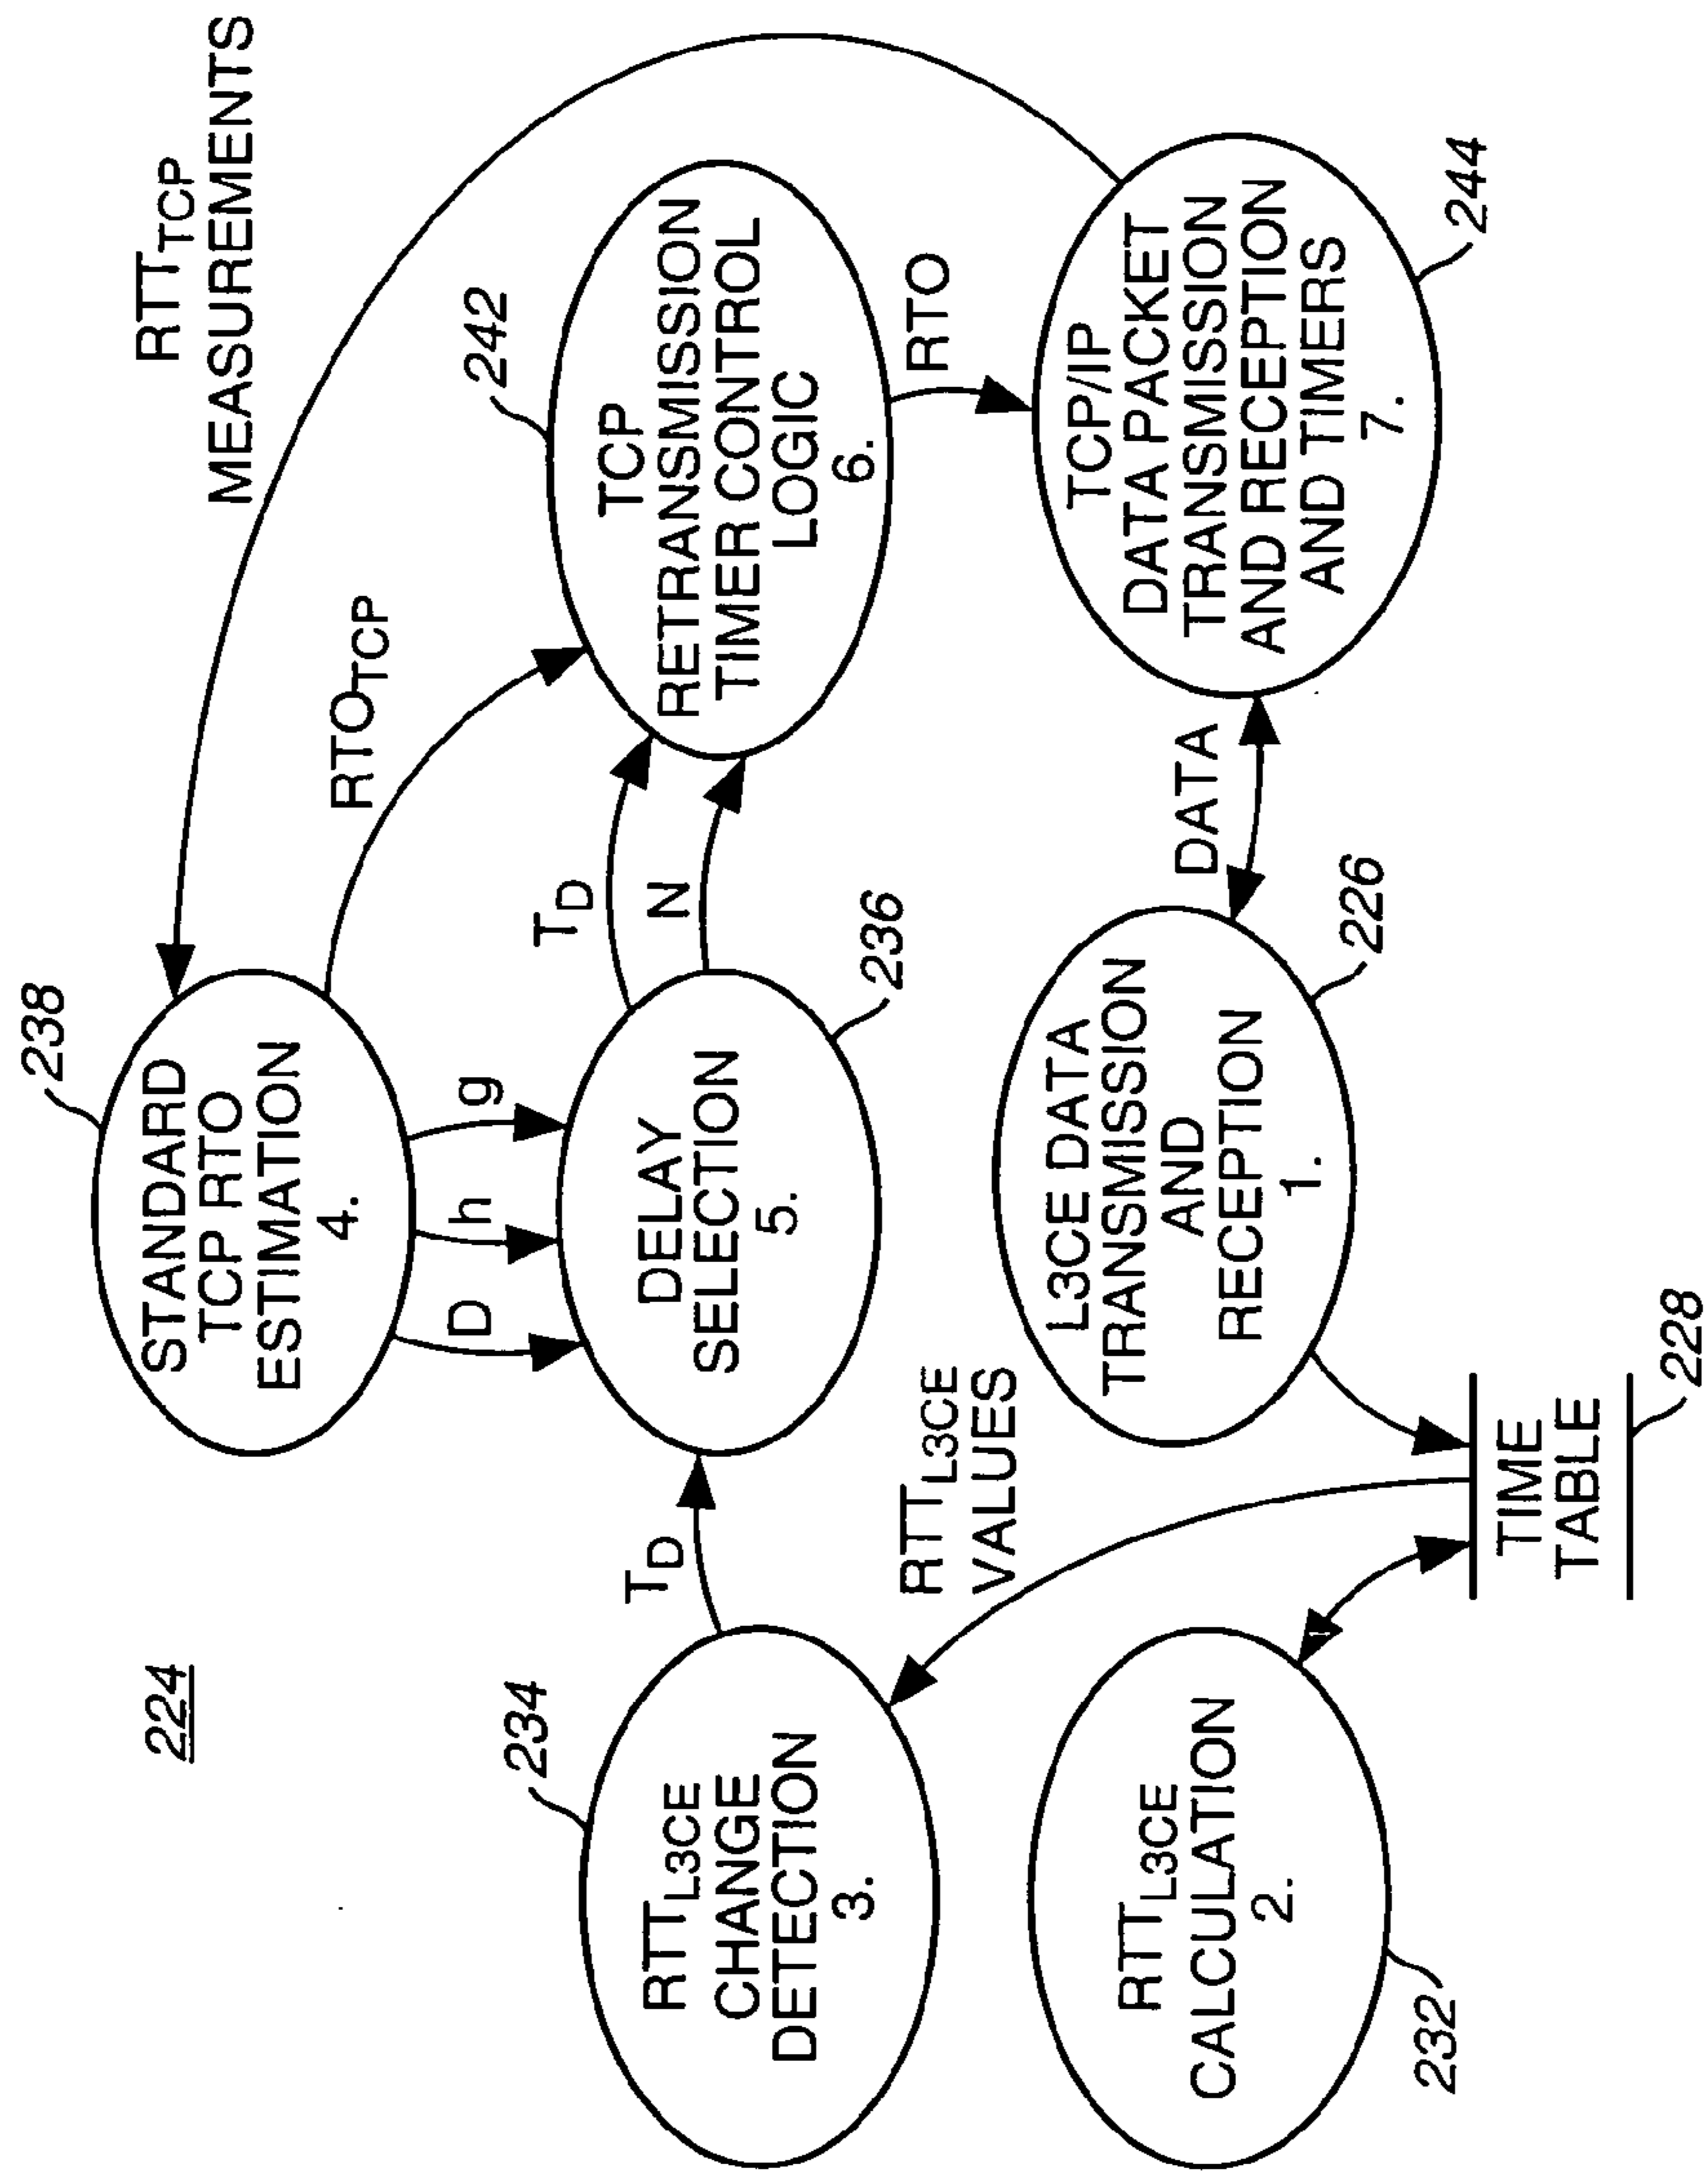 224
238
STANDARD
TCP RTO
ESTIMATION
4.
RTT_TCP
MEASUREMENTS
RTO_TCP
D
h
g
234
RTT_L3CE
CHANGE
DETECTION
3.
T_D
DELAY
SELECTION
5.
236
T_D
N
242
TCP
RETRANSMISSION
TIMER CONTROL
LOGIC
6.
RTO
RTT_L3CE
VALUES
RTT_L3CE
CALCULATION
2.
232
L3CE DATA
TRANSMISSION
AND
RECEPTION
1.
226
DATA
TCP/IP
DATA PACKET
TRANSMISSION
AND RECEPTION
AND TIMERS
7.
244
TIME
TABLE
228